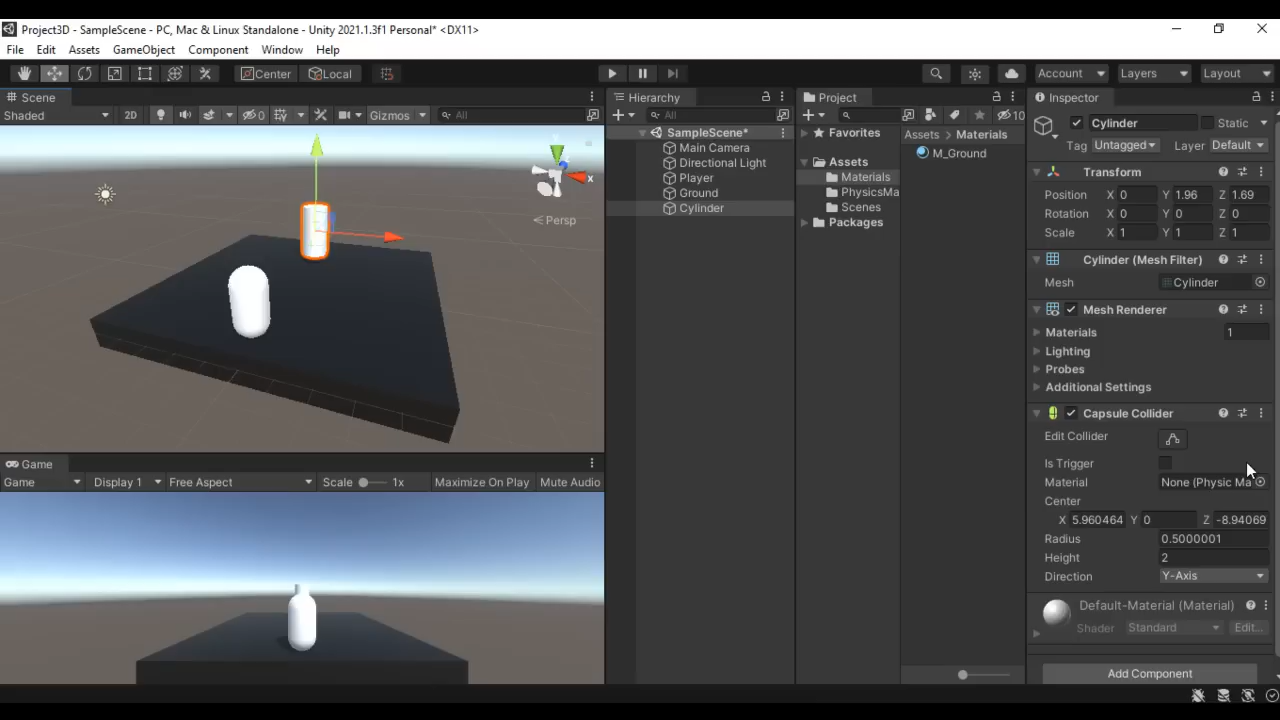 Project3D - SampleScene - PC, Mac & Linux Standalone - Unity 2021.1.3f1 Personal* <DX11>
File Edit Assets GameObject Component Window Help
Center Local Account Layers Layout
Scene
Shaded 2D 0 Gizmos All
x
Persp
Game
Game Display 1 Free Aspect Scale 1x Maximize On Play Mute Audio
Hierarchy
All
SampleScene*
Main Camera
Directional Light
Player
Ground
Cylinder
Project
10
Favorites
Assets
Materials
PhysicsMa
Scenes
Packages
Assets > Materials
M_Ground
Inspector
Cylinder Static
Tag Untagged Layer Default
Transform
Position X 0 Y 1.96 Z 1.69
Rotation X 0 Y 0 Z 0
Scale X 1 Y 1 Z 1
Cylinder (Mesh Filter)
Mesh Cylinder
Mesh Renderer
Materials 1
Lighting
Probes
Additional Settings
Capsule Collider
Edit Collider
Is Trigger
Material None (Physic Ma
Center
X 5.960464 Y 0 Z -8.94069
Radius 0.5000001
Height 2
Direction Y-Axis
Default-Material (Material)
Shader Standard Edit...
Add Component